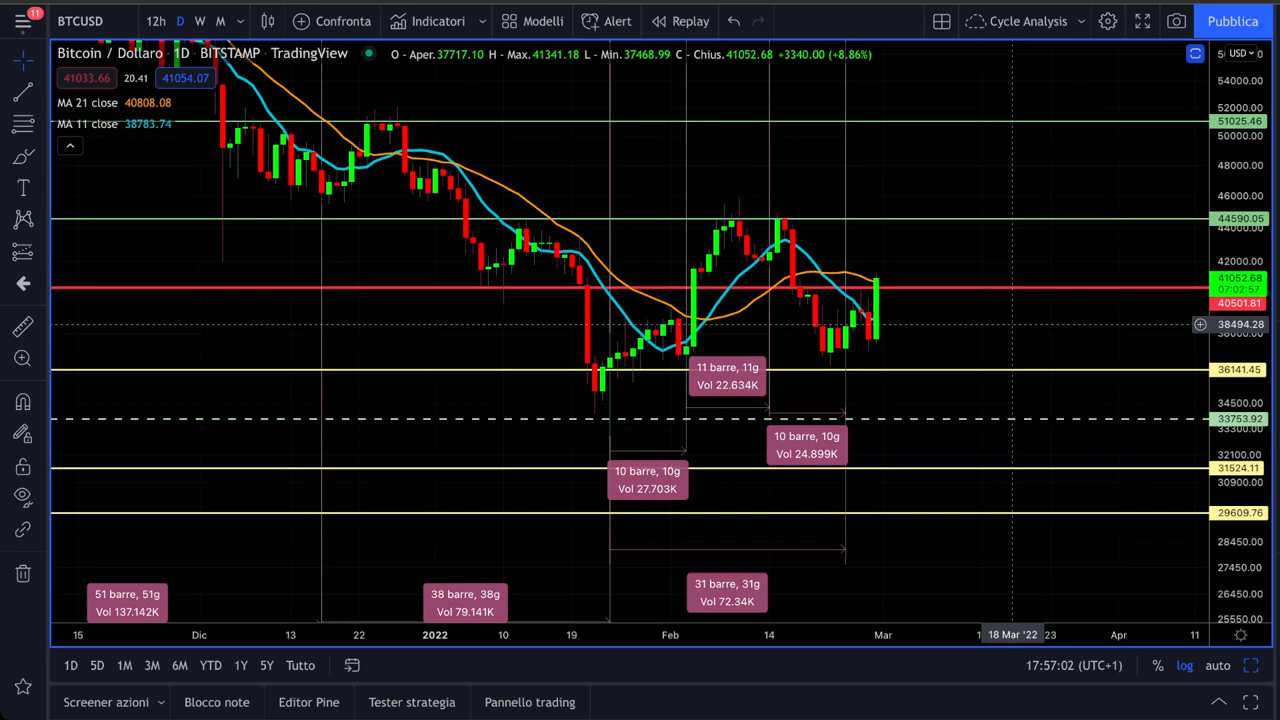 11
BTCUSD
12h D W M
Confronta
Indicatori
Modelli
Alert
Replay
Cycle Analysis
Pubblica
Bitcoin / Dollaro · 1D · BITSTAMP · TradingView
O - Aper.37717.10 H - Max.41341.18 L - Min.37468.99 C - Chius.41052.68 +3340.00 (+8.86%)
USD
41033.66 20.41 41054.07
MA 21 close 40808.08
MA 11 close 38783.74
54000.00
52000.00
51025.46
50000.00
48000.00
46000.00
44590.05
44000.00
42000.00
41052.68
07:02:57
40501.81
38494.28
38000.00
36141.45
34500.00
33753.92
33300.00
32100.00
31524.11
30900.00
29609.76
28450.00
27450.00
26450.00
25550.00
11 barre, 11g
Vol 22.634K
10 barre, 10g
Vol 24.899K
10 barre, 10g
Vol 27.703K
31 barre, 31g
Vol 72.34K
51 barre, 51g
Vol 137.142K
38 barre, 38g
Vol 79.141K
15 Dic 13 22 2022 10 19 Feb 14 Mar 18 Mar '22 23 Apr 11
1D 5D 1M 3M 6M YTD 1Y 5Y Tutto
17:57:02 (UTC+1)
% log auto
Screener azioni
Blocco note
Editor Pine
Tester strategia
Pannello trading